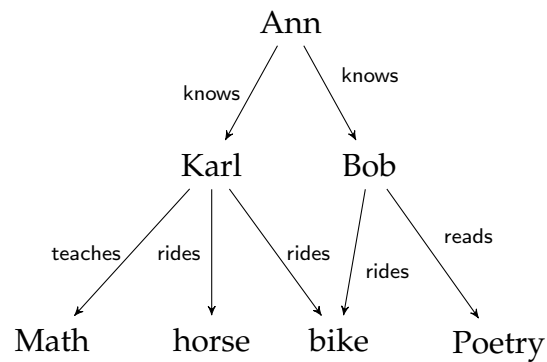 Ann
knows
knows
Karl
Bob
teaches
rides
rides
rides
reads
Math
horse
bike
Poetry